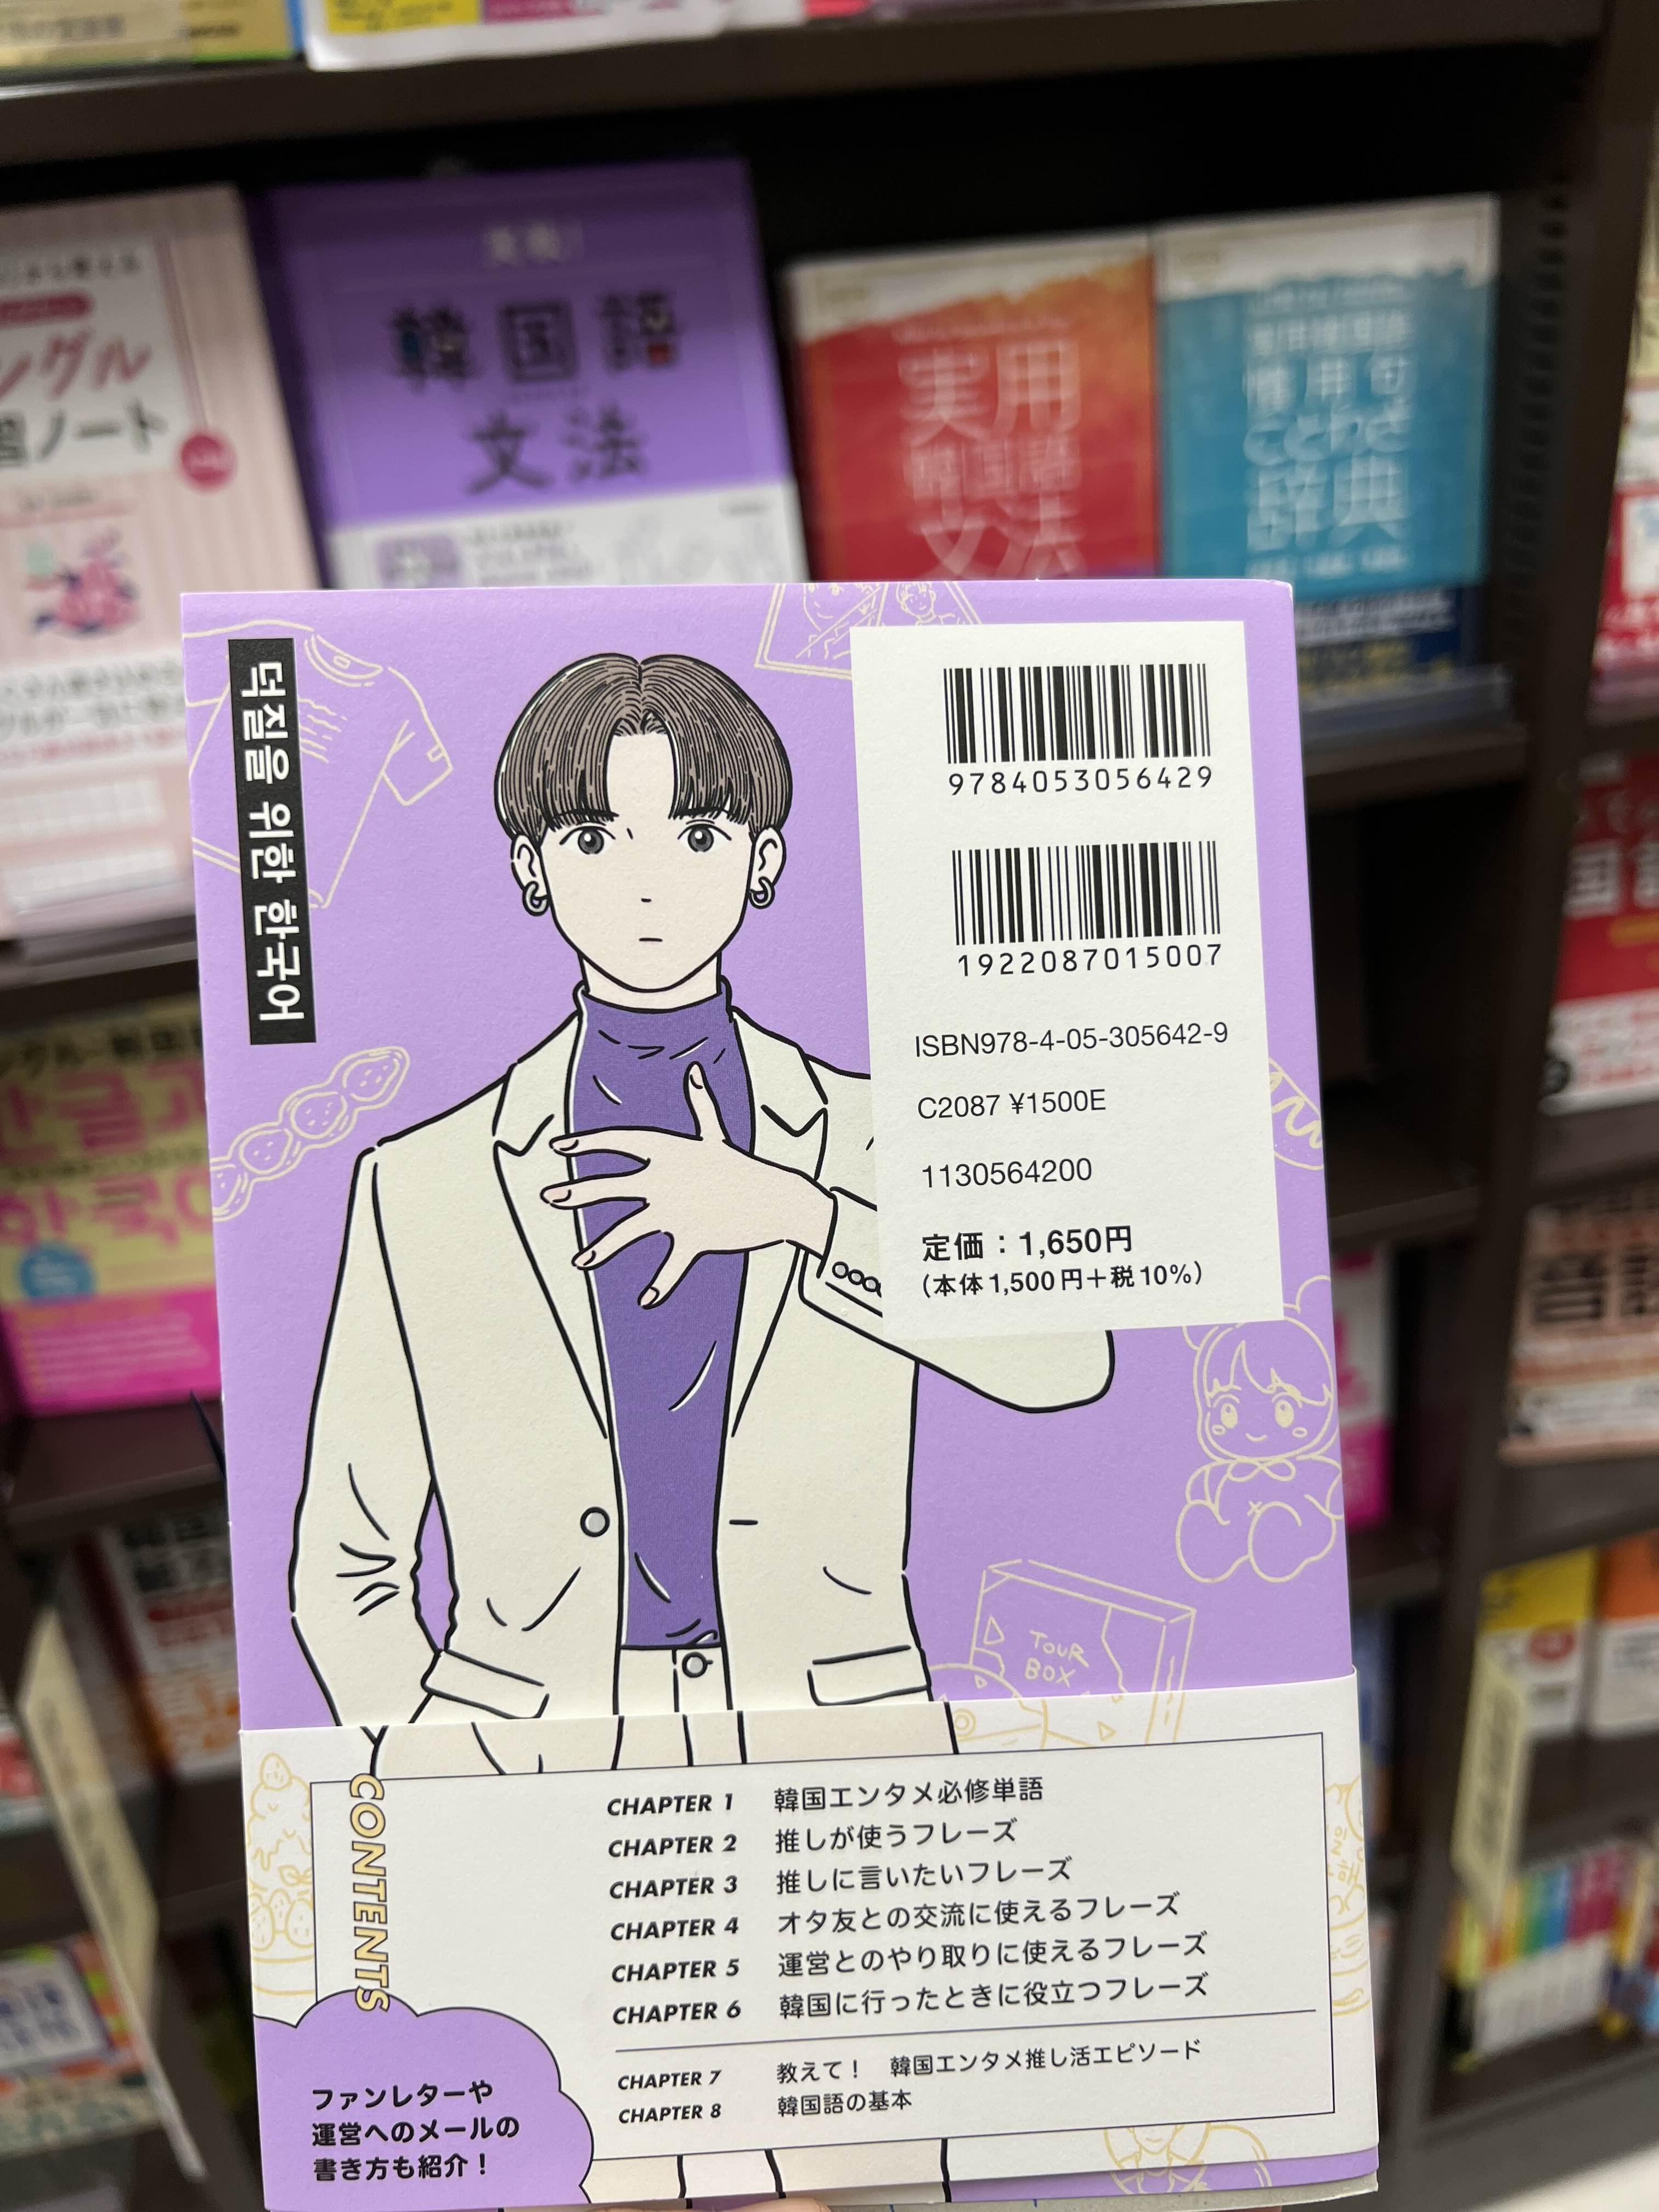 韓国語
文法
実用
韓国語
文法
慣用句
ことわざ
辞典
ングル
習ノート
덕질을 위한 한국어
9784053056429
1922087015007
ISBN978-4-05-305642-9
C2087 ¥1500E
1130564200
定価：1,650円
（本体1,500円＋税10%）
TOUR
BOX
CONTENTS
CHAPTER 1 韓国エンタメ必修単語
CHAPTER 2 推しが使うフレーズ
CHAPTER 3 推しに言いたいフレーズ
CHAPTER 4 オタ友との交流に使えるフレーズ
CHAPTER 5 運営とのやり取りに使えるフレーズ
CHAPTER 6 韓国に行ったときに役立つフレーズ
CHAPTER 7 教えて！ 韓国エンタメ推し活エピソード
CHAPTER 8 韓国語の基本
ファンレターや
運営へのメールの
書き方も紹介！